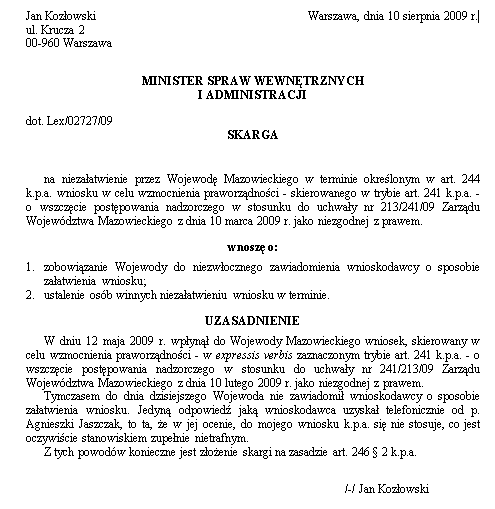 Jan Kozłowski
Warszawa, dnia 10 sierpnia 2009 r.
ul. Krucza 2
00-960 Warszawa
MINISTER SPRAW WEWNĘTRZNYCH
I ADMINISTRACJI
dot. Lex/02727/09
SKARGA
na niezałatwienie przez Wojewodę Mazowieckiego w terminie określonym w art. 244
k.p.a. wniosku w celu wzmocnienia praworządności - skierowanego w trybie art. 241 k.p.a. -
o wszczęcie postępowania nadzorczego w stosunku do uchwały nr 213/241/09 Zarządu
Województwa Mazowieckiego z dnia 10 marca 2009 r. jako niezgodnej z prawem.
wnoszę o:
1. zobowiązanie Wojewody do niezwłocznego zawiadomienia wnioskodawcy o sposobie
załatwienia wniosku;
2. ustalenie osób winnych niezałatwieniu wniosku w terminie.
UZASADNIENIE
W dniu 12 maja 2009 r. wpłynął do Wojewody Mazowieckiego wniosek, skierowany w
celu wzmocnienia praworządności - w expressis verbis zaznaczonym trybie art. 241 k.p.a. - o
wszczęcie postępowania nadzorczego w stosunku do uchwały nr 241/213/09 Zarządu
Województwa Mazowieckiego z dnia 10 lutego 2009 r. jako niezgodnej z prawem.
Tymczasem do dnia dzisiejszego Wojewoda nie zawiadomił wnioskodawcy o sposobie
załatwienia wniosku. Jedyną odpowiedź jaką wnioskodawca uzyskał telefonicznie od p.
Agnieszki Jaszczak, to ta, że w jej ocenie, do mojego wniosku k.p.a. się nie stosuje, co jest
oczywiście stanowiskiem zupełnie nietrafnym.
Z tych powodów konieczne jest złożenie skargi na zasadzie art. 246 § 2 k.p.a.
/-/ Jan Kozłowski